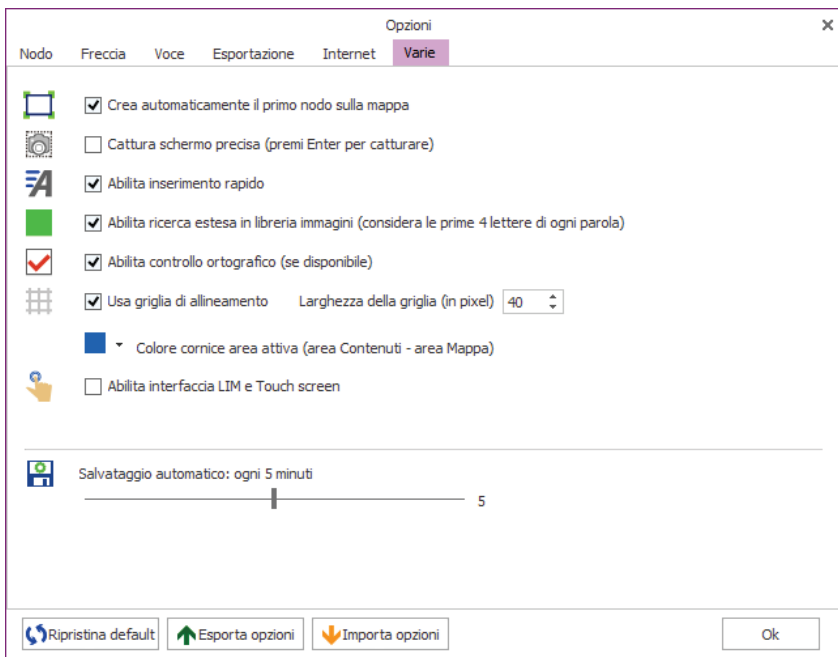 Opzioni
Nodo Freccia Voce Esportazione Internet Varie
Crea automaticamente il primo nodo sulla mappa
Cattura schermo precisa (premi Enter per catturare)
Abilita inserimento rapido
Abilita ricerca estesa in libreria immagini (considera le prime 4 lettere di ogni parola)
Abilita controllo ortografico (se disponibile)
Usa griglia di allineamento Larghezza della griglia (in pixel) 40
Colore cornice area attiva (area Contenuti - area Mappa)
Abilita interfaccia LIM e Touch screen
Salvataggio automatico: ogni 5 minuti
5
Ripristina default Esporta opzioni Importa opzioni Ok